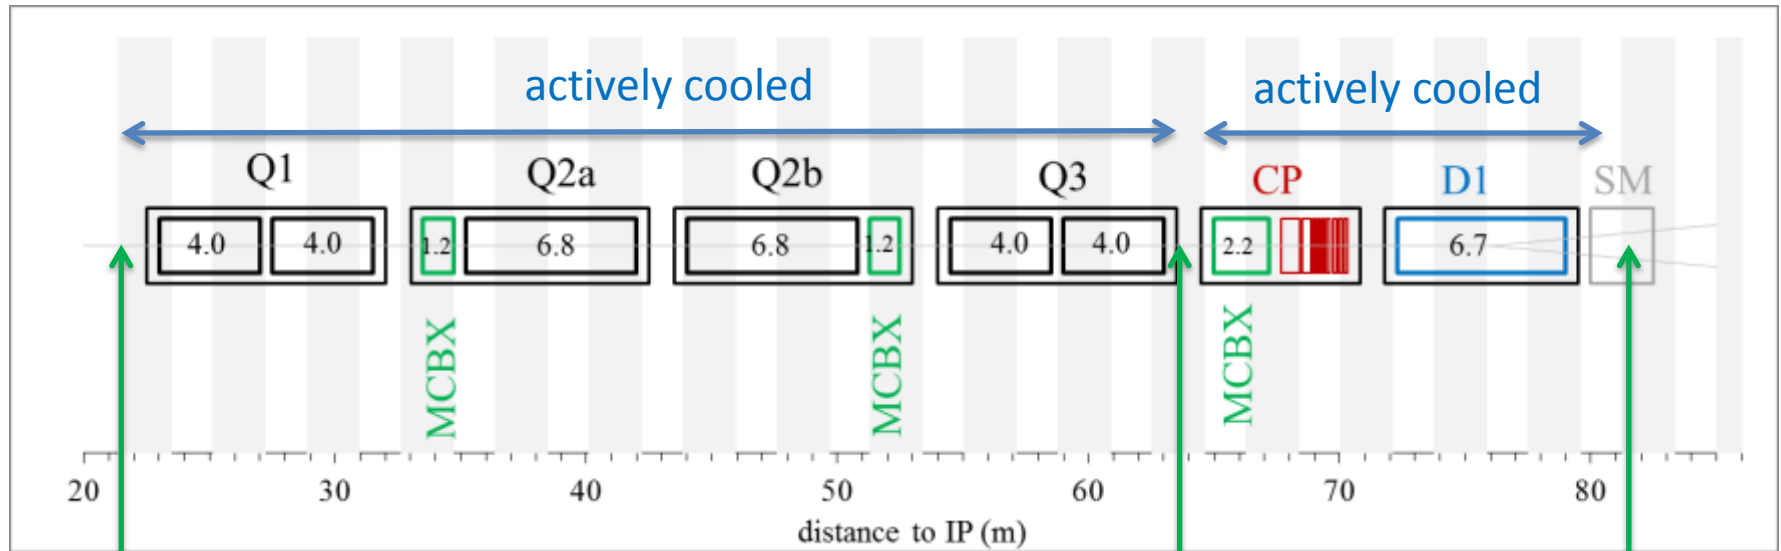 actively cooled actively cooled
Q1 Q2a Q2b Q3 CP D1 SM
4.0 4.0 1.2 6.8 6.8 1.2 4.0 4.0 2.2 6.7
MCBX MCBX MCBX
20 30 40 50 60 70 80
distance to IP (m)